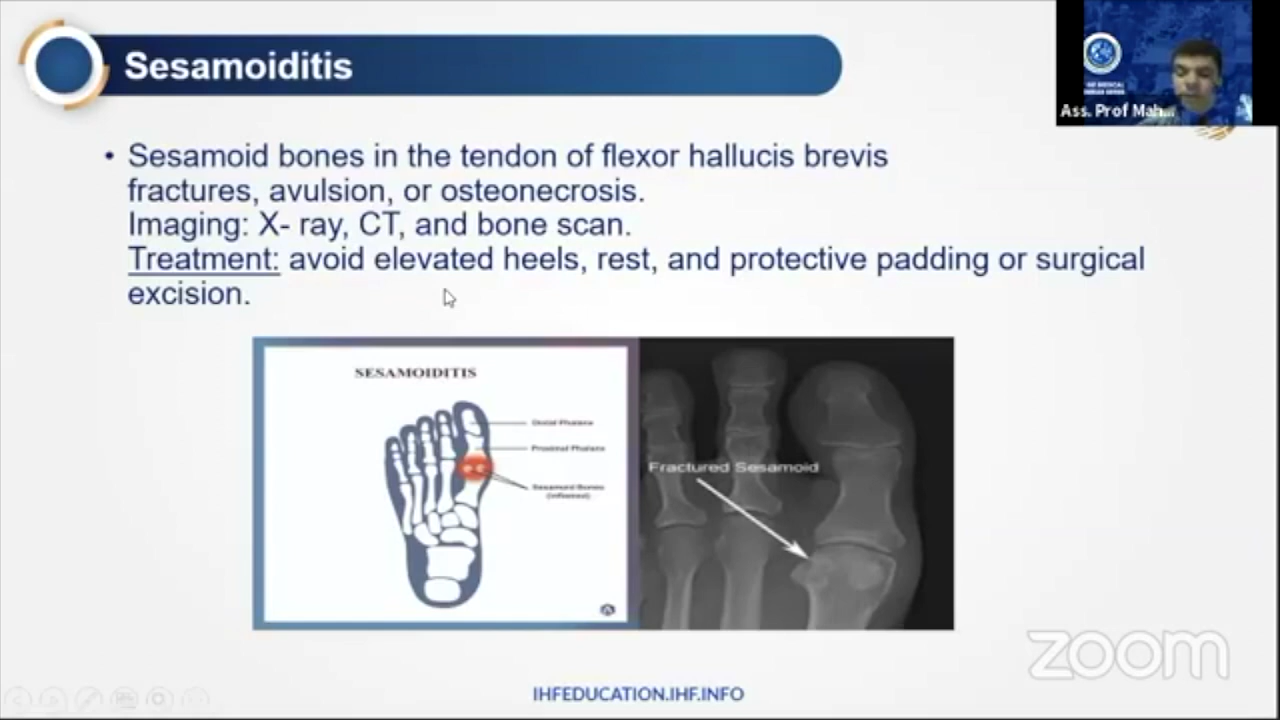 Sesamoiditis
Ass. Prof Mah...
• Sesamoid bones in the tendon of flexor hallucis brevis
fractures, avulsion, or osteonecrosis.
Imaging: X- ray, CT, and bone scan.
Treatment: avoid elevated heels, rest, and protective padding or surgical
excision.
SESAMOIDITIS
Distal Phalanx
Proximal Phalanx
Sesamoid Bones
(inflamed)
Fractured Sesamoid
zoom
IHFEDUCATION.IHF.INFO